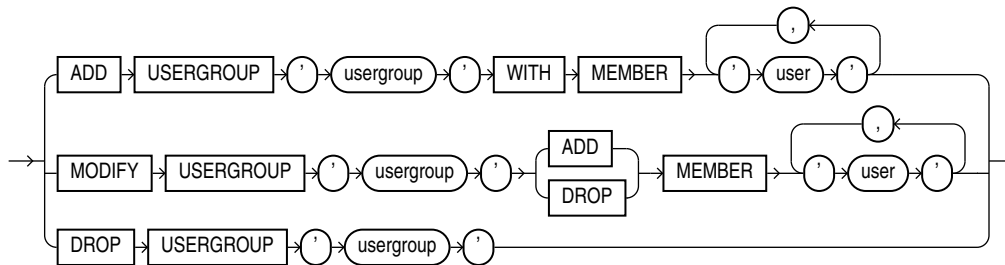 ,
ADD USERGROUP ' usergroup ' WITH MEMBER ' user '
,
ADD
MODIFY USERGROUP ' usergroup ' MEMBER ' user '
DROP
DROP USERGROUP ' usergroup '